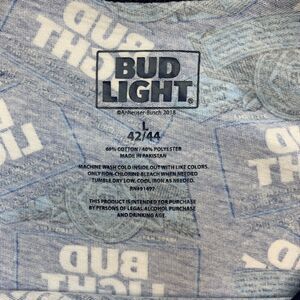 BUD
LIGHT®
©Anheuser-Busch 2018
L
42/44
60% COTTON / 40% POLYESTER
MADE IN PAKISTAN
MACHINE WASH COLD INSIDE OUT WITH LIKE COLORS.
ONLY NON-CHLORINE BLEACH WHEN NEEDED
TUMBLE DRY LOW. COOL IRON AS NEEDED.
THIS PRODUCT IS INTENDED FOR PURCHASE
BY PERSONS OF LEGAL ALCOHOL PURCHASE
AND DRINKING AGE.
BUD
LIGHT